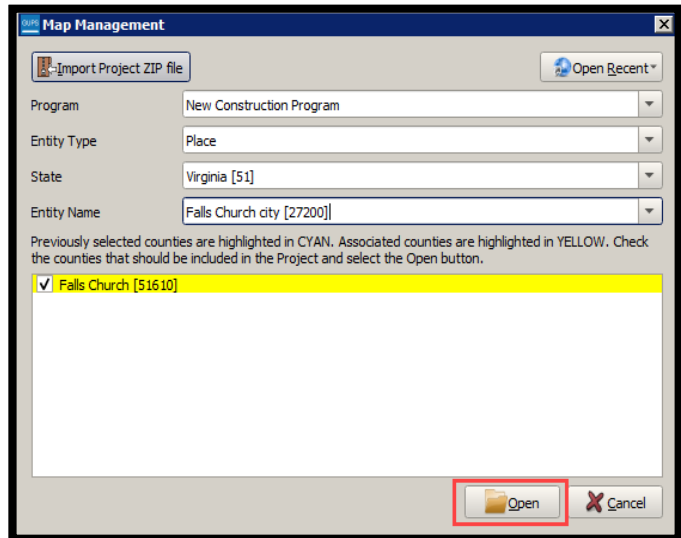 GUPS Map Management
Import Project ZIP file
Open Recent
Program
New Construction Program
Entity Type
Place
State
Virginia [51]
Entity Name
Falls Church city [27200]
Previously selected counties are highlighted in CYAN. Associated counties are highlighted in YELLOW. Check
the counties that should be included in the Project and select the Open button.
Falls Church [51610]
Open
Cancel